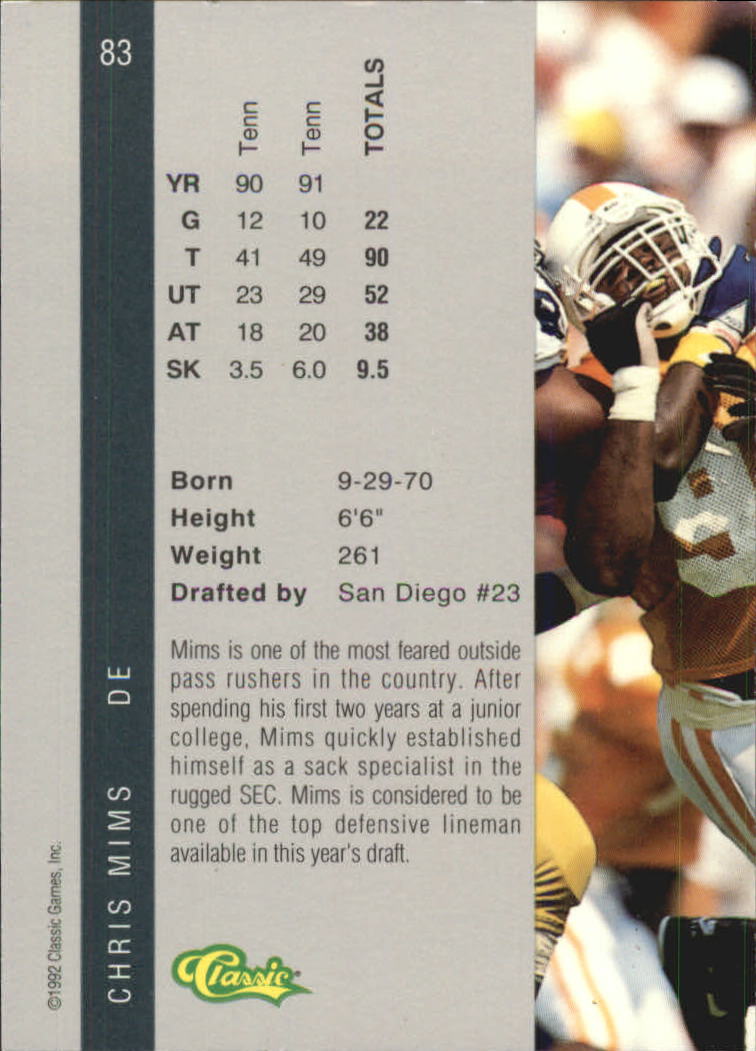 83
Tenn Tenn TOTALS
YR 90 91
G 12 10 22
T 41 49 90
UT 23 29 52
AT 18 20 38
SK 3.5 6.0 9.5
Born 9-29-70
Height 6'6"
Weight 261
Drafted by San Diego #23
Mims is one of the most feared outside
pass rushers in the country. After
spending his first two years at a junior
college, Mims quickly established
himself as a sack specialist in the
rugged SEC. Mims is considered to be
one of the top defensive lineman
available in this year's draft.
Classic
CHRIS MIMS DE
©1992 Classic Games, Inc.